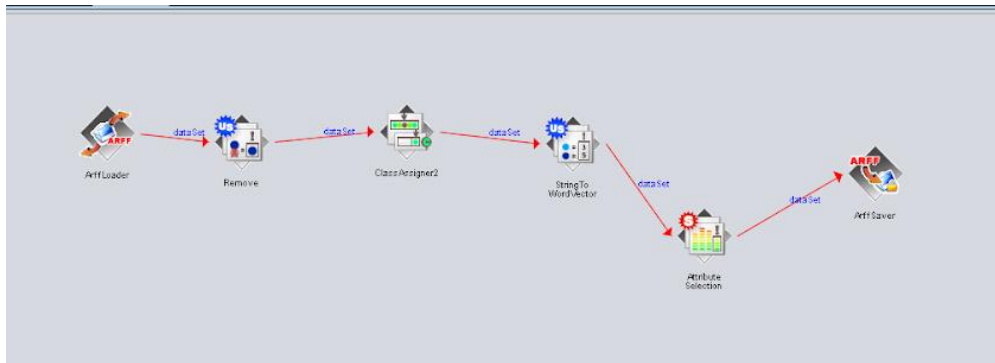 ARFF
ArffLoader
dataSet
US
Remove
dataSet
ClassAssigner2
dataSet
US
StringTo
WordVector
dataSet
S
Attribute
Selection
dataSet
ARFF
ArffSaver